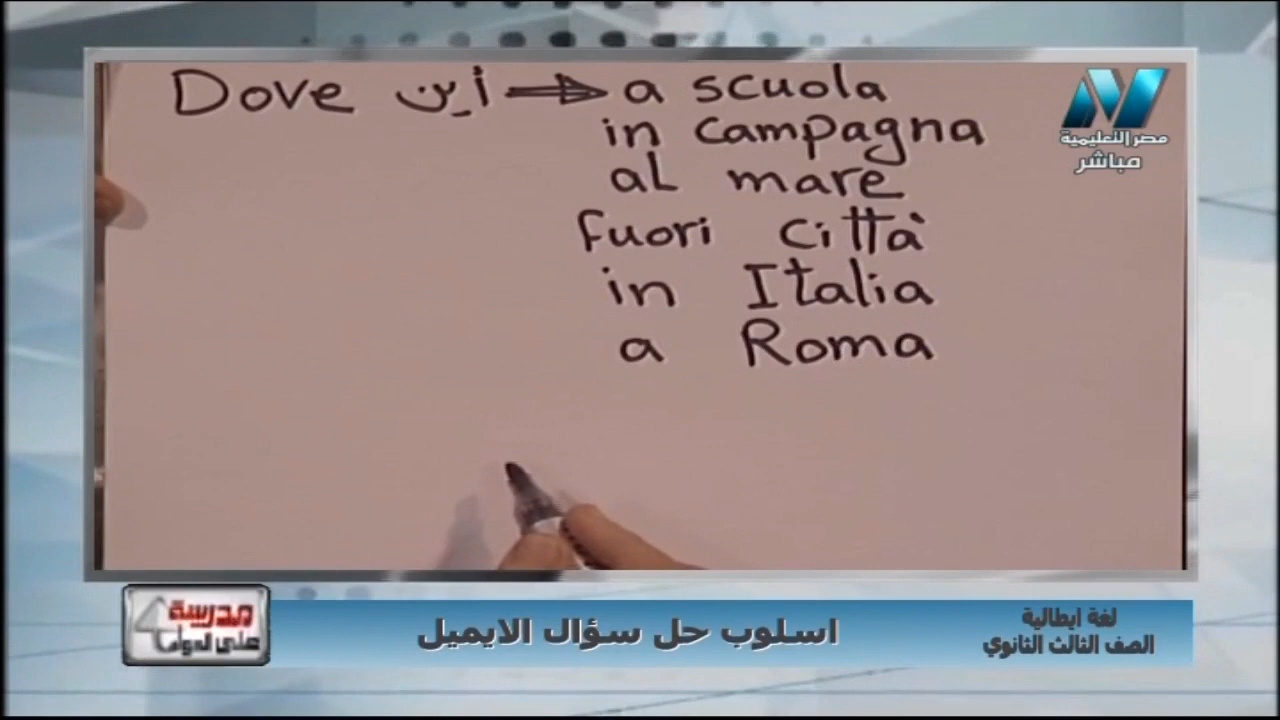 Dove أين ⇒ a scuola
in campagna
al mare
fuori città
in Italia
a Roma
مصر التعليمية
مباشر
مدرسة
على الهواء
اسلوب حل سؤال الايميل
لغة ايطالية
الصف الثالث الثانوي